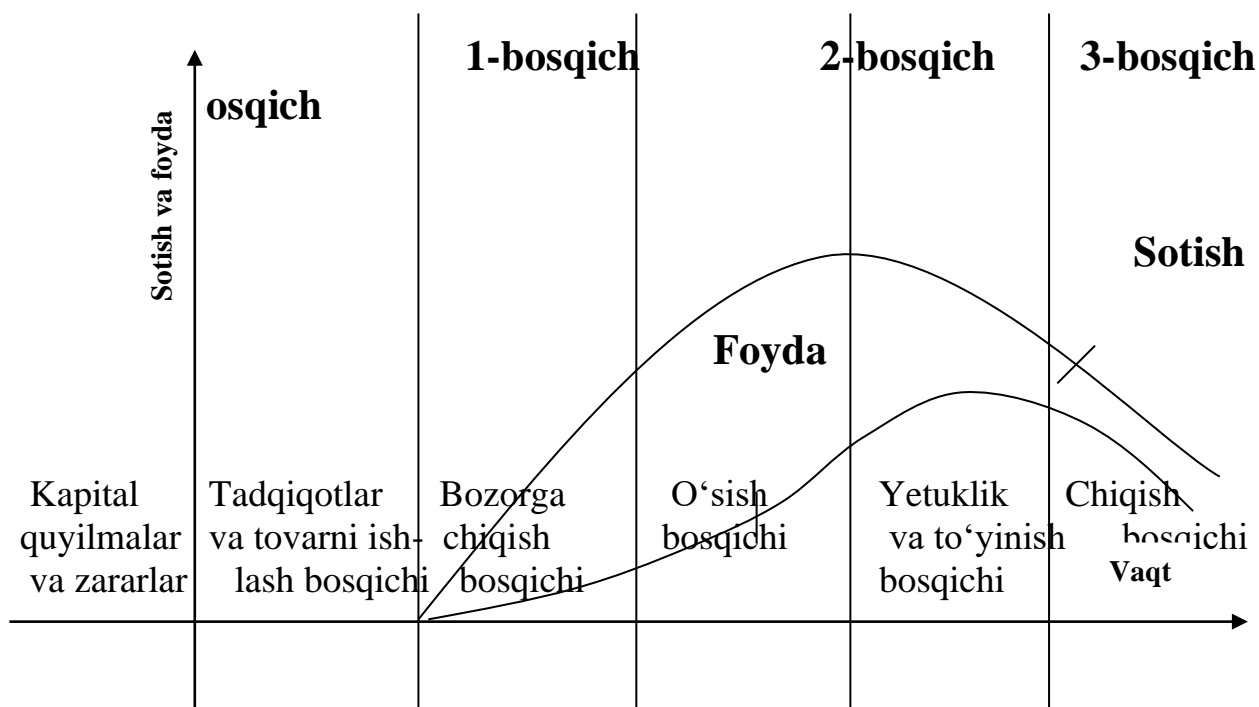 1-bosqich
2-bosqich
3-bosqich
osqich
Sotish va foyda
Sotish
Foyda
Kapital
quyilmalar
va zararlar
Tadqiqotlar
va tovarni ish-
lash bosqichi
Bozorga
chiqish
bosqichi
O‘sish
bosqichi
Yetuklik
va to‘yinish
bosqichi
Chiqish
bosqichi
Vaqt